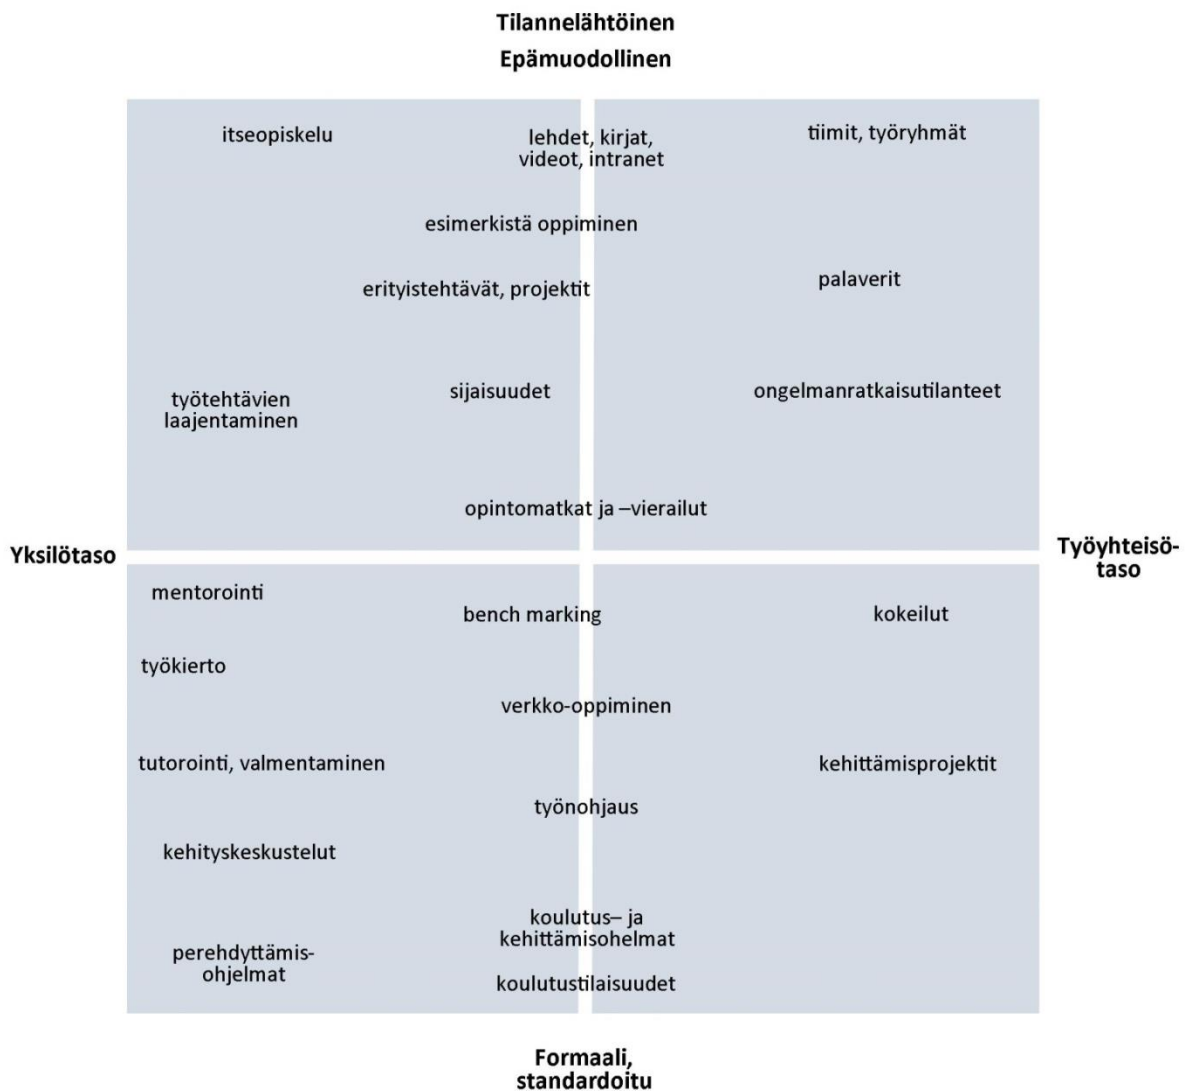 Tilannelähtöinen
Epämuodollinen
itseopiskelu
lehdet, kirjat,
videot, intranet
tiimit, työryhmät
esimerkistä oppiminen
erityistehtävät, projektit
palaverit
työtehtävien
laajentaminen
sijaisuudet
ongelmanratkaisutilanteet
opintomatkat ja –vierailut
Yksilötaso
Työyhteisö-
taso
mentorointi
bench marking
kokeilut
työkierto
verkko-oppiminen
tutorointi, valmentaminen
kehittämisprojektit
työnohjaus
kehityskeskustelut
koulutus– ja
kehittämisohelmat
perehdyttämis-
ohjelmat
koulutustilaisuudet
Formaali,
standardoitu